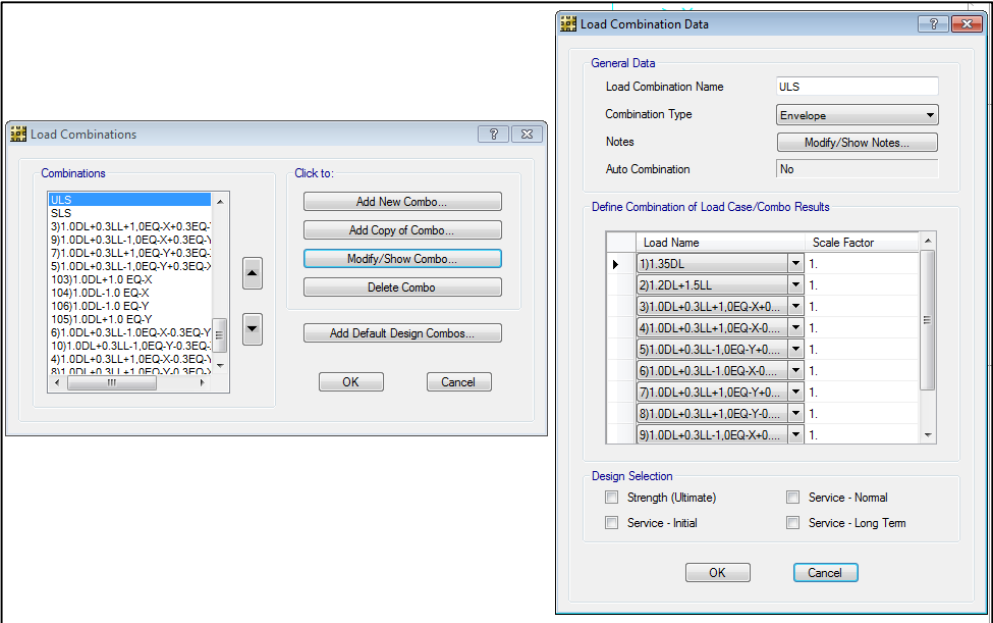 Load Combinations
Combinations
ULS
SLS
3)1.0DL+0.3LL+1,0EQ-X+0.3EQ-
9)1.0DL+0.3LL-1,0EQ-X+0.3EQ-Y
7)1.0DL+0.3LL+1,0EQ-Y+0.3EQ-
5)1.0DL+0.3LL-1,0EQ-Y+0.3EQ-X
103)1.0DL+1.0 EQ-X
104)1.0DL-1.0 EQ-X
106)1.0DL-1.0 EQ-Y
105)1.0DL+1.0 EQ-Y
6)1.0DL+0.3LL-1.0EQ-X-0.3EQ-Y
10)1.0DL+0.3LL-1,0EQ-Y-0.3EQ-X
4)1.0DL+0.3LL+1,0EQ-X-0.3EQ-Y
8)1.0DL+0.3LL+1.0EQ-Y-0.3EQ-X
Click to:
Add New Combo...
Add Copy of Combo...
Modify/Show Combo...
Delete Combo
Add Default Design Combos...
OK
Cancel
Load Combination Data
General Data
Load Combination Name
ULS
Combination Type
Envelope
Notes
Modify/Show Notes...
Auto Combination
No
Define Combination of Load Case/Combo Results
Load Name Scale Factor
1)1.35DL 1.
2)1.2DL+1.5LL 1.
3)1.0DL+0.3LL+1,0EQ-X+0... 1.
4)1.0DL+0.3LL+1,0EQ-X-0.... 1.
5)1.0DL+0.3LL-1,0EQ-Y+0.... 1.
6)1.0DL+0.3LL-1.0EQ-X-0.... 1.
7)1.0DL+0.3LL+1,0EQ-Y+0... 1.
8)1.0DL+0.3LL+1,0EQ-Y-0.... 1.
9)1.0DL+0.3LL-1,0EQ-X+0.... 1.
Design Selection
Strength (Ultimate)
Service - Normal
Service - Initial
Service - Long Term
OK
Cancel